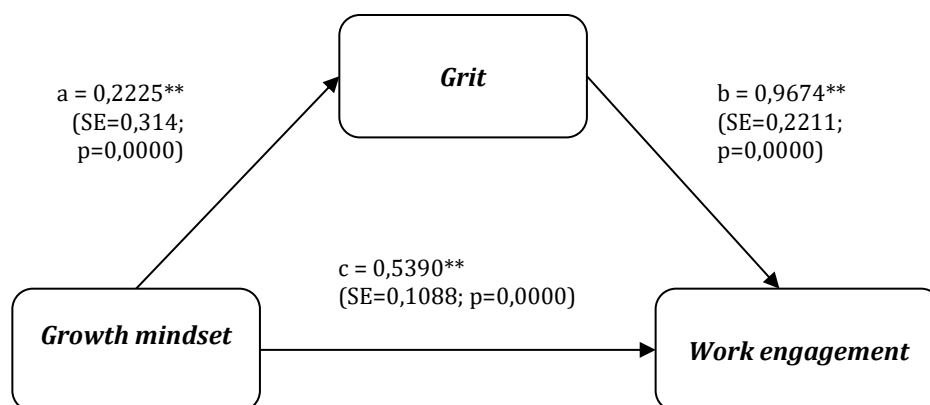 Grit
a = 0,2225**
(SE=0,314;
p=0,0000)
b = 0,9674**
(SE=0,2211;
p=0,0000)
c = 0,5390**
(SE=0,1088; p=0,0000)
Growth mindset
Work engagement